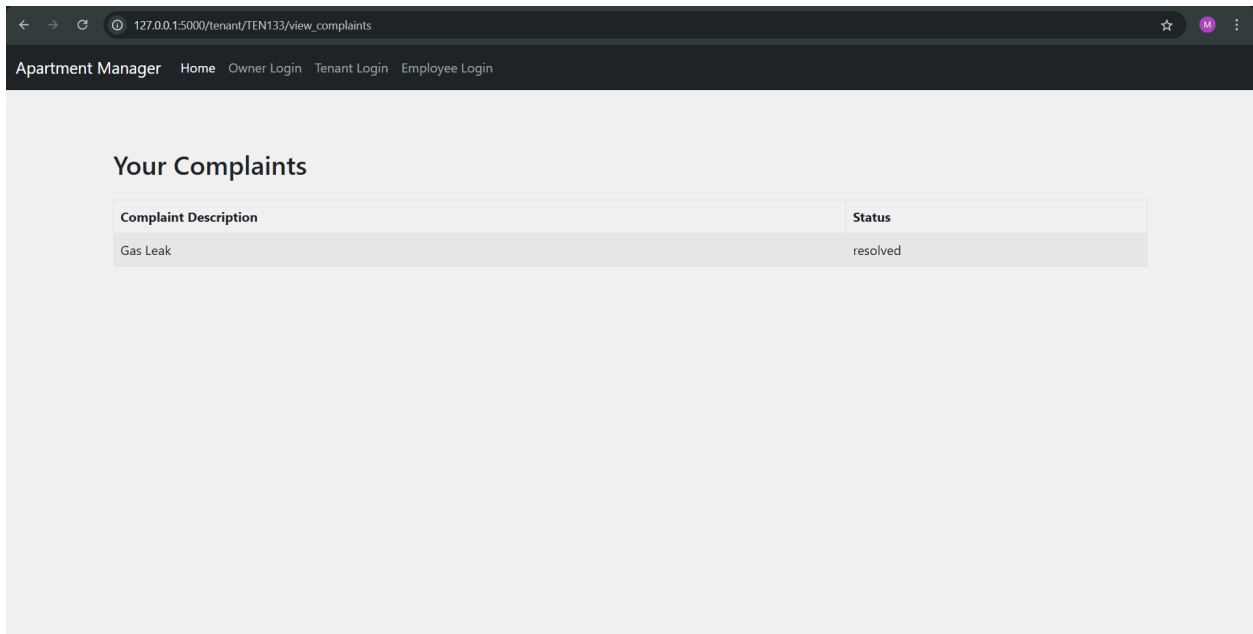 127.0.0.1:5000/tenant/TEN133/view_complaints
M
Apartment Manager Home Owner Login Tenant Login Employee Login
Your Complaints
Complaint Description Status
Gas Leak resolved